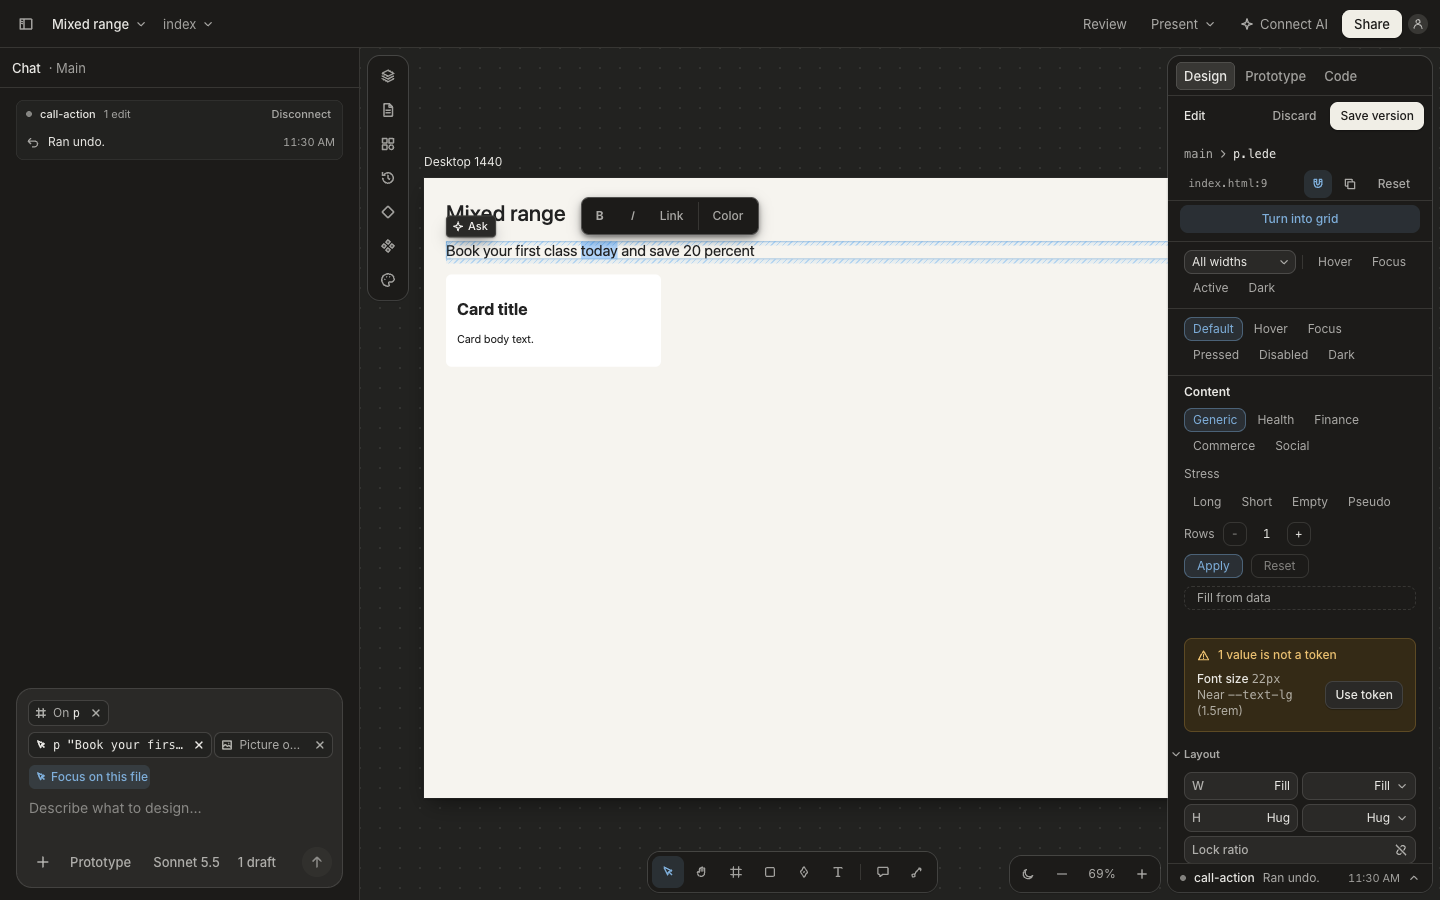 Mixed range
index
Review
Present
Connect AI
Share
Chat · Main
call-action 1 edit
Disconnect
Ran undo.
11:30 AM
On p
p "Book your firs…
Picture o…
Focus on this file
Describe what to design...
Prototype
Sonnet 5.5
1 draft
Desktop 1440
Mixed range
Ask
B
I
Link
Color
Book your first class today and save 20 percent
Card title
Card body text.
69%
Design
Prototype
Code
Edit
Discard
Save version
main > p.lede
index.html:9
Reset
Turn into grid
All widths
Hover
Focus
Active
Dark
Default
Hover
Focus
Pressed
Disabled
Dark
Content
Generic
Health
Finance
Commerce
Social
Stress
Long
Short
Empty
Pseudo
Rows
-
1
+
Apply
Reset
Fill from data
1 value is not a token
Font size 22px
Near --text-lg
(1.5rem)
Use token
Layout
W Fill
Fill
H Hug
Hug
Lock ratio
call-action Ran undo.
11:30 AM